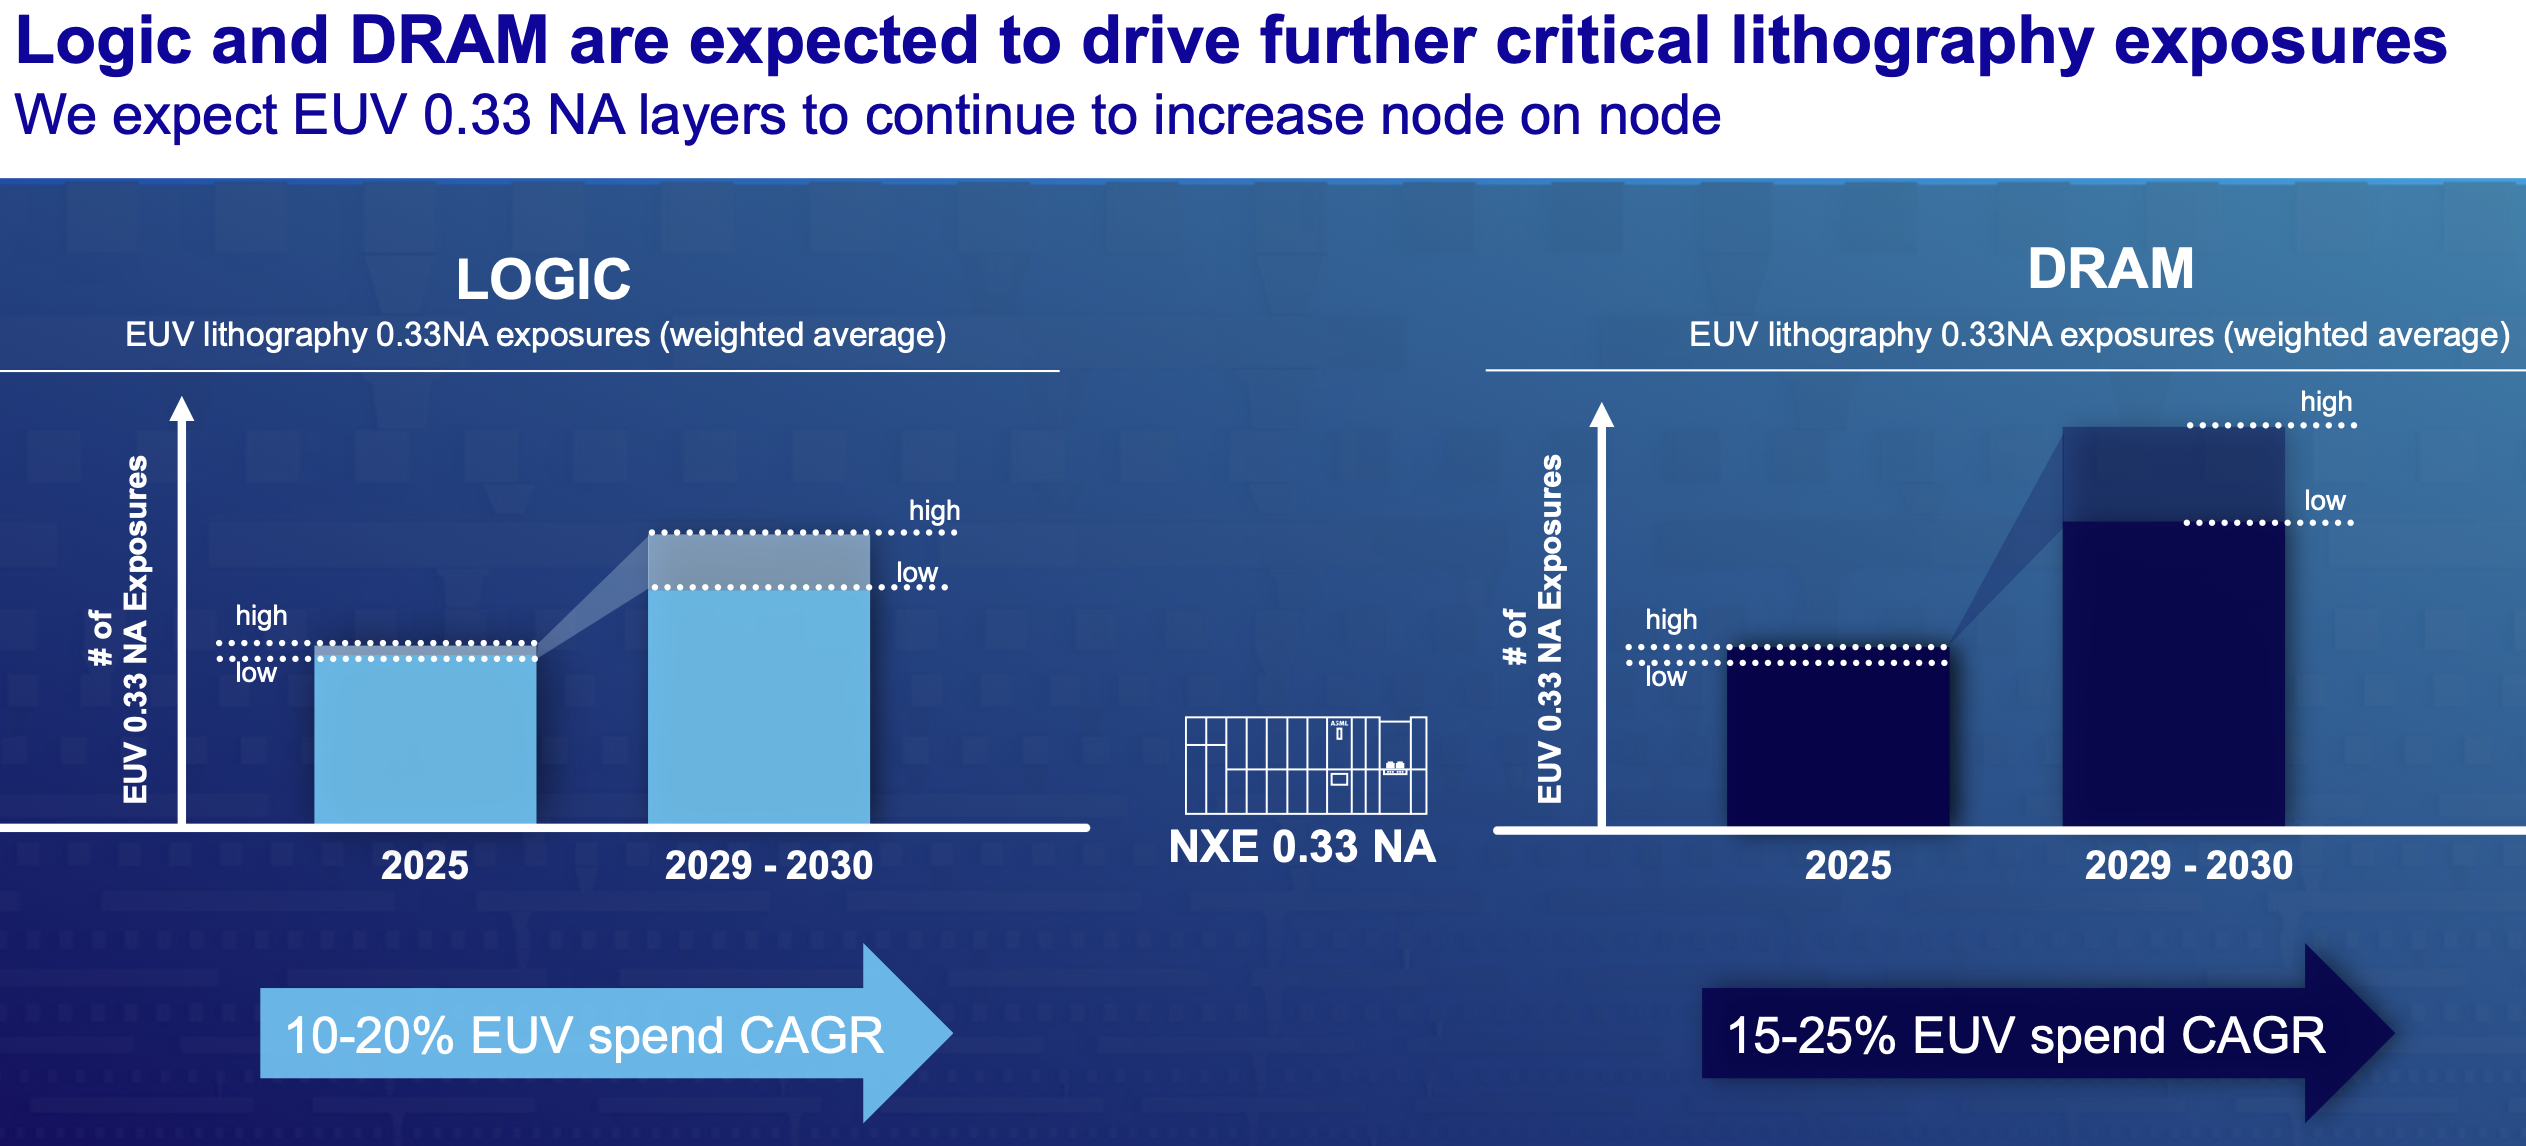 Logic and DRAM are expected to drive further critical lithography exposures
We expect EUV 0.33 NA layers to continue to increase node on node
LOGIC
EUV lithography 0.33NA exposures (weighted average)
# of
EUV 0.33 NA Exposures
high
low
high
low
2025
2029 - 2030
10-20% EUV spend CAGR
ASML
NXE 0.33 NA
DRAM
EUV lithography 0.33NA exposures (weighted average)
# of
EUV 0.33 NA Exposures
high
low
high
low
2025
2029 - 2030
15-25% EUV spend CAGR